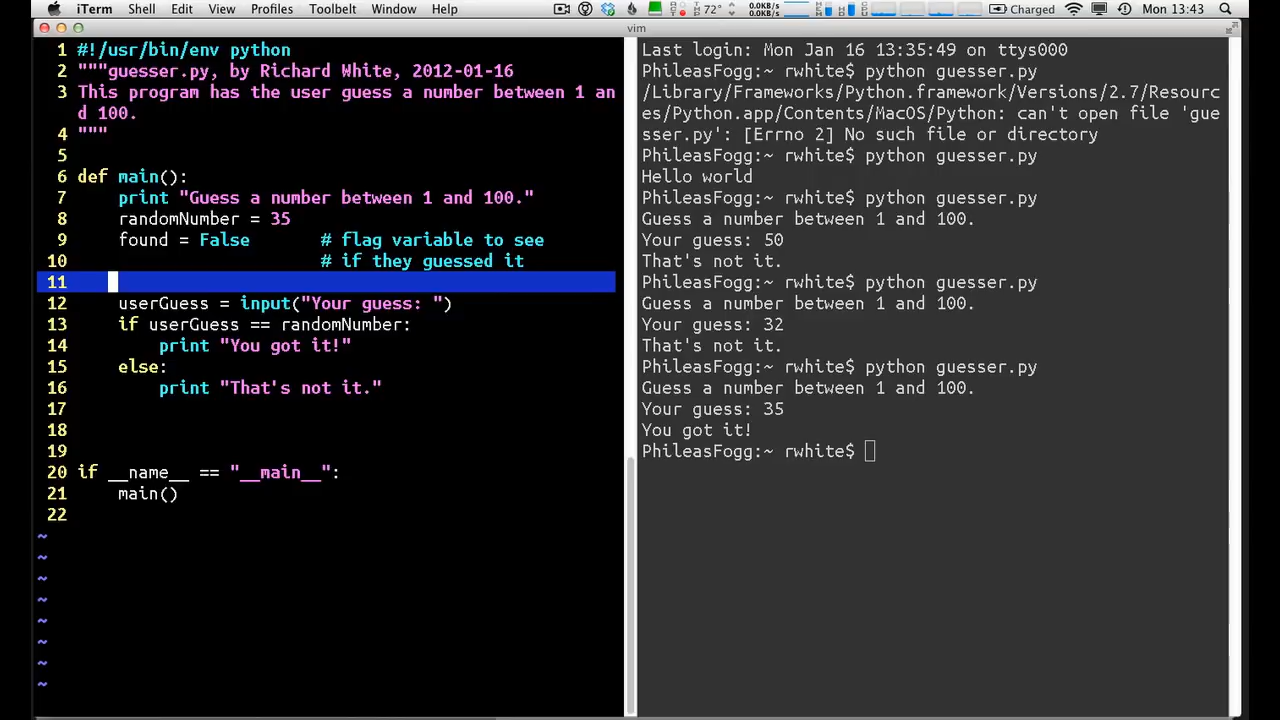 iTerm Shell Edit View Profiles Toolbelt Window Help 72° 0.0KB/s 0.0KB/s Charged Mon 13:43
vim
1 #!/usr/bin/env python
2 """guesser.py, by Richard White, 2012-01-16
3 This program has the user guess a number between 1 an
d 100.
4 """
5
6 def main():
7 print "Guess a number between 1 and 100."
8 randomNumber = 35
9 found = False # flag variable to see
10 # if they guessed it
11
12 userGuess = input("Your guess: ")
13 if userGuess == randomNumber:
14 print "You got it!"
15 else:
16 print "That's not it."
17
18
19
20 if __name__ == "__main__":
21 main()
22
~
~
~
~
~
~
~
~
Last login: Mon Jan 16 13:35:49 on ttys000
PhileasFogg:~ rwhite$ python guesser.py
/Library/Frameworks/Python.framework/Versions/2.7/Resourc
es/Python.app/Contents/MacOS/Python: can't open file 'gue
sser.py': [Errno 2] No such file or directory
PhileasFogg:~ rwhite$ python guesser.py
Hello world
PhileasFogg:~ rwhite$ python guesser.py
Guess a number between 1 and 100.
Your guess: 50
That's not it.
PhileasFogg:~ rwhite$ python guesser.py
Guess a number between 1 and 100.
Your guess: 32
That's not it.
PhileasFogg:~ rwhite$ python guesser.py
Guess a number between 1 and 100.
Your guess: 35
You got it!
PhileasFogg:~ rwhite$